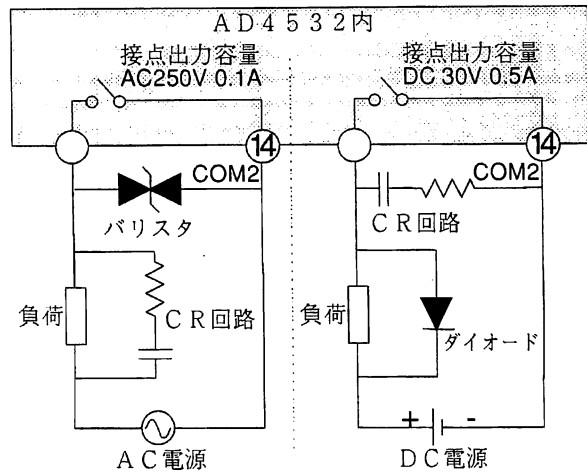 AD4532内
接点出力容量
AC250V 0.1A
接点出力容量
DC 30V 0.5A
14
COM2
バリスタ
負荷
CR回路
AC電源
14
COM2
CR回路
負荷
ダイオード
+ -
DC電源